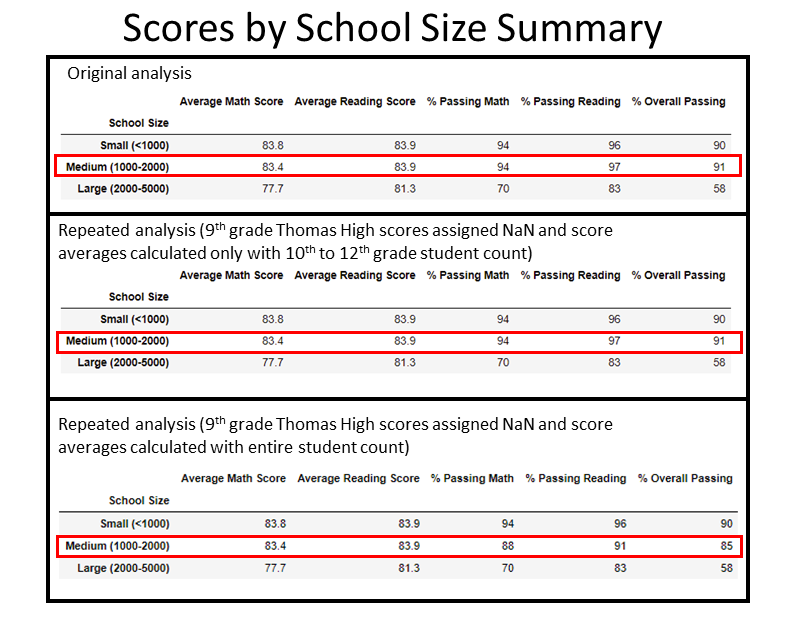 Scores by School Size Summary
Original analysis
Average Math Score Average Reading Score % Passing Math % Passing Reading % Overall Passing
School Size
Small (<1000) 83.8 83.9 94 96 90
Medium (1000-2000) 83.4 83.9 94 97 91
Large (2000-5000) 77.7 81.3 70 83 58
Repeated analysis (9th grade Thomas High scores assigned NaN and score
averages calculated only with 10th to 12th grade student count)
Average Math Score Average Reading Score % Passing Math % Passing Reading % Overall Passing
School Size
Small (<1000) 83.8 83.9 94 96 90
Medium (1000-2000) 83.4 83.9 94 97 91
Large (2000-5000) 77.7 81.3 70 83 58
Repeated analysis (9th grade Thomas High scores assigned NaN and score
averages calculated with entire student count)
Average Math Score Average Reading Score % Passing Math % Passing Reading % Overall Passing
School Size
Small (<1000) 83.8 83.9 94 96 90
Medium (1000-2000) 83.4 83.9 88 91 85
Large (2000-5000) 77.7 81.3 70 83 58